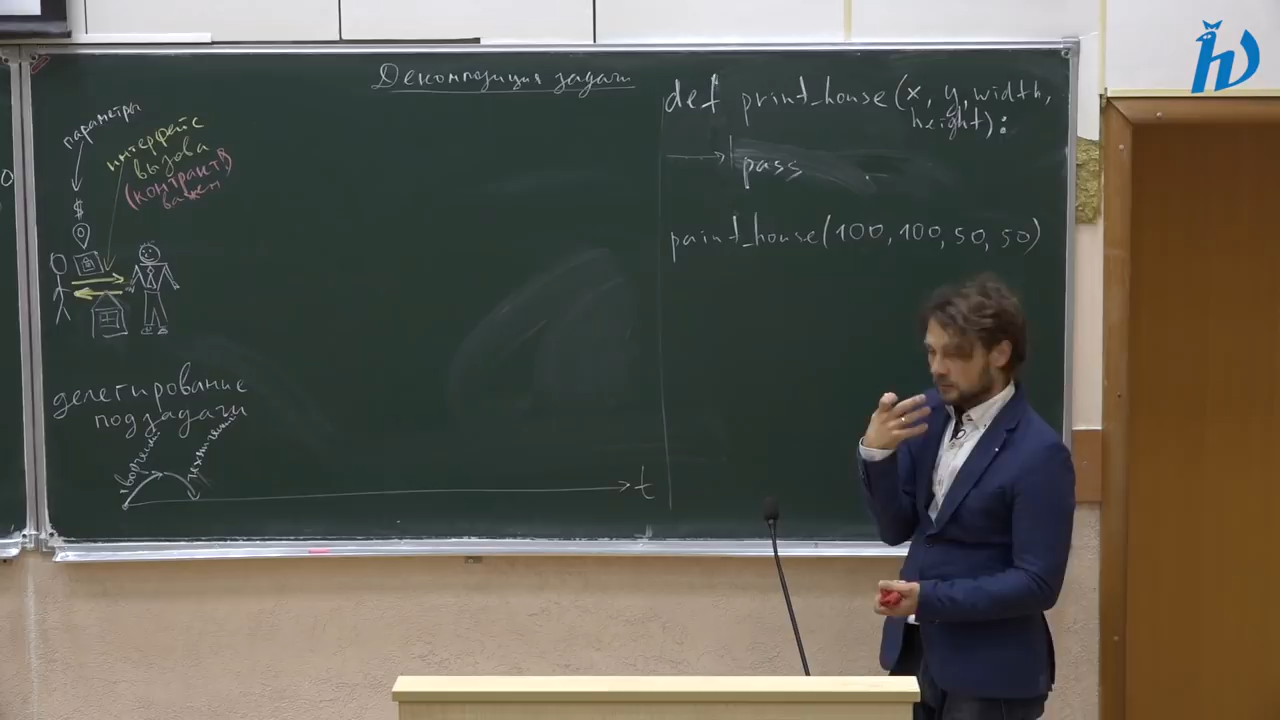 Декомпозиция задачи
параметры
интерфейс
вызова
(контракт)
важен
$
делегирование
подзадачи
творческий
технический
t
def print_house(x, y, width,
height):
pass
paint_house(100, 100, 50, 50)
0